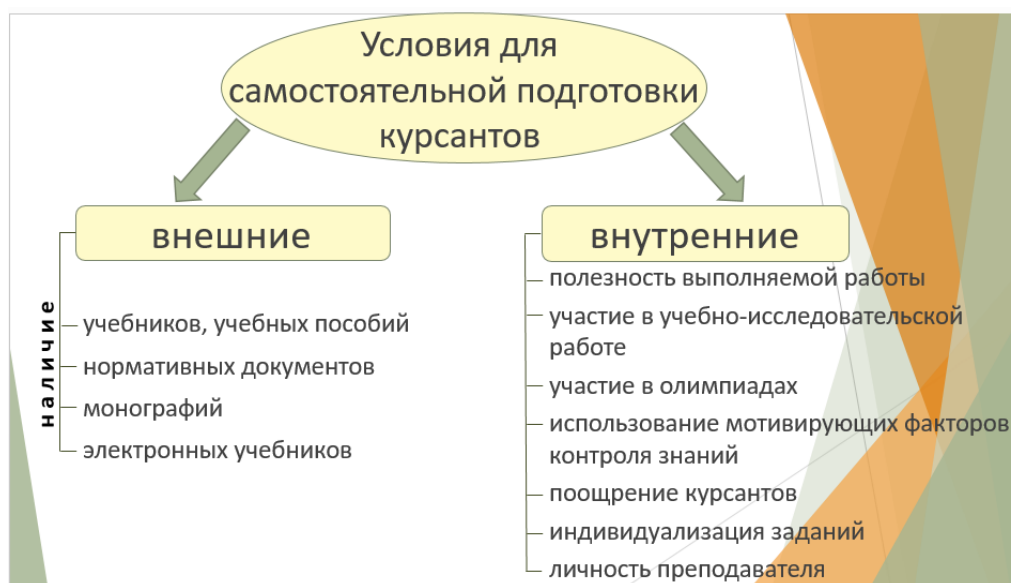 Условия для
самостоятельной подготовки
курсантов
внешние
наличие
учебников, учебных пособий
нормативных документов
монографий
электронных учебников
внутренние
полезность выполняемой работы
участие в учебно-исследовательской
работе
участие в олимпиадах
использование мотивирующих факторов
контроля знаний
поощрение курсантов
индивидуализация заданий
личность преподавателя